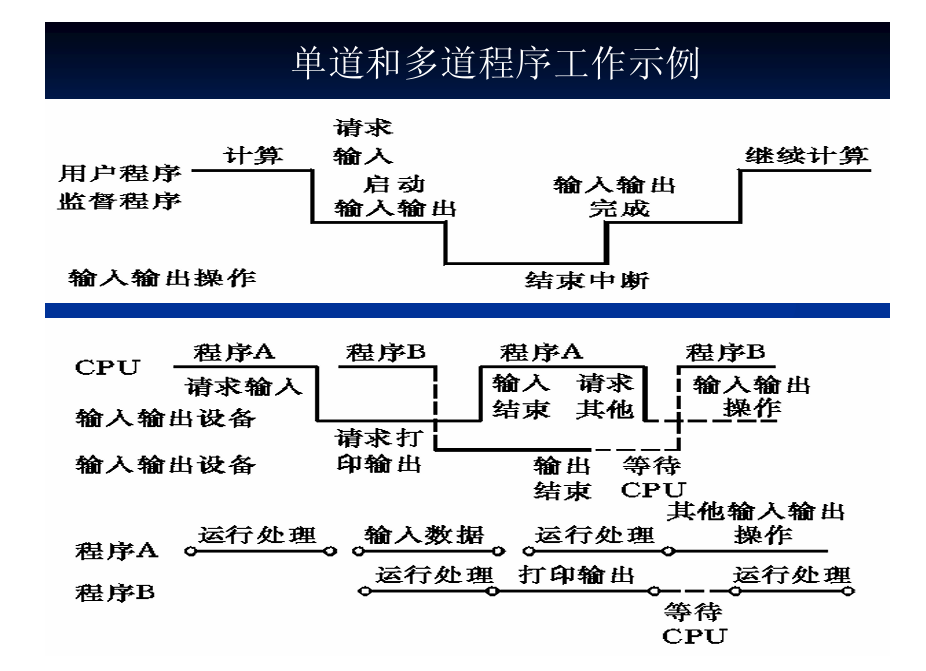 单道和多道程序工作示例
请求
计算 输入 继续计算
用户程序 启动 输入输出
监督程序 输入输出 完成
输入输出操作 结束中断
CPU 程序A 程序B 程序A 程序B
请求输入 输入 请求 输入输出
输入输出设备 结束 其他 操作
请求打
输入输出设备 印输出 输出 等待
结束 CPU
其他输入输出
程序A 运行处理 输入数据 运行处理 操作
程序B 运行处理 打印输出 运行处理
等待
CPU